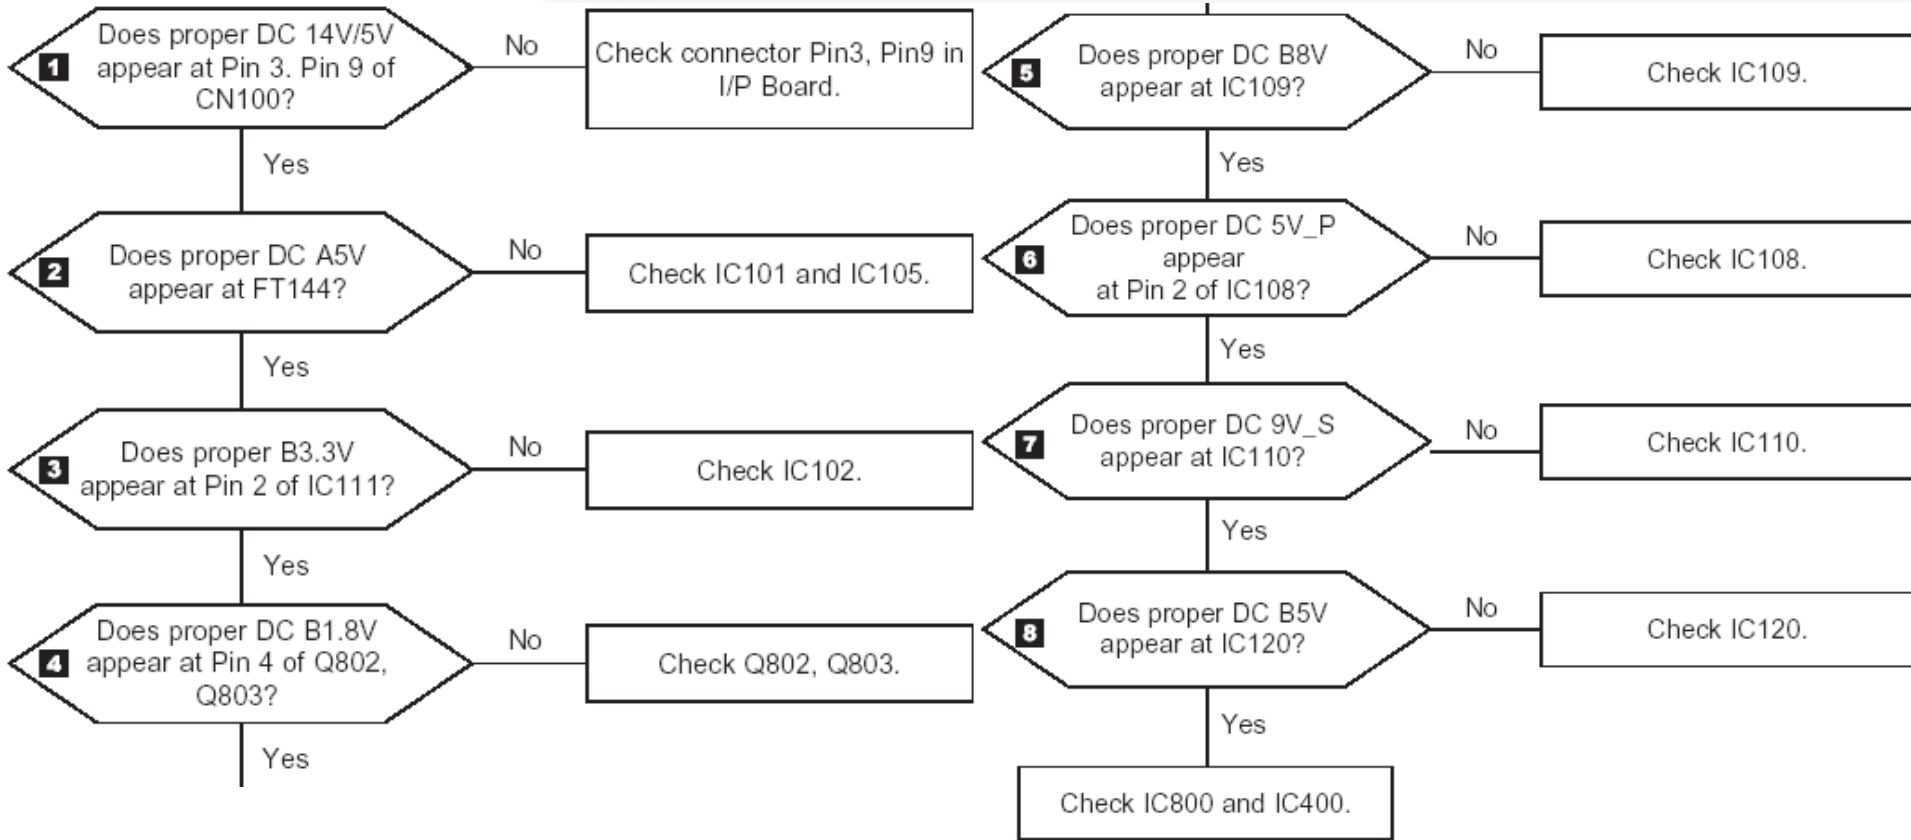 1
Does proper DC 14V/5V
appear at Pin 3. Pin 9 of
CN100?
No
Check connector Pin3, Pin9 in
I/P Board.
Yes
2
Does proper DC A5V
appear at FT144?
No
Check IC101 and IC105.
Yes
3
Does proper B3.3V
appear at Pin 2 of IC111?
No
Check IC102.
Yes
4
Does proper DC B1.8V
appear at Pin 4 of Q802,
Q803?
No
Check Q802, Q803.
Yes
5
Does proper DC B8V
appear at IC109?
No
Check IC109.
Yes
6
Does proper DC 5V_P
appear
at Pin 2 of IC108?
No
Check IC108.
Yes
7
Does proper DC 9V_S
appear at IC110?
No
Check IC110.
Yes
8
Does proper DC B5V
appear at IC120?
No
Check IC120.
Yes
Check IC800 and IC400.